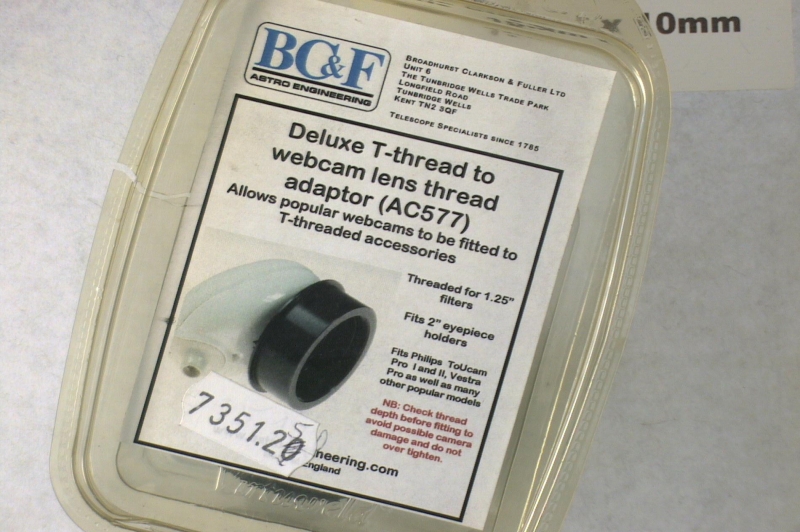 10mm
BC&F
ASTRO ENGINEERING
BROADHURST CLARKSON & FULLER LTD
UNIT 6
THE TUNBRIDGE WELLS TRADE PARK
LONGFIELD ROAD
TUNBRIDGE WELLS
KENT TN2 3QF
TELESCOPE SPECIALISTS SINCE 1785
Deluxe T-thread to
webcam lens thread
adaptor (AC577)
Allows popular webcams to be fitted to
T-threaded accessories
Threaded for 1.25"
filters
Fits 2" eyepiece
holders
Fits Philips ToUcam
Pro I and II, Vestra
Pro as well as many
other popular models
NB: Check thread
depth before fitting to
avoid possible camera
damage and do not
over tighten.
neering.com
England